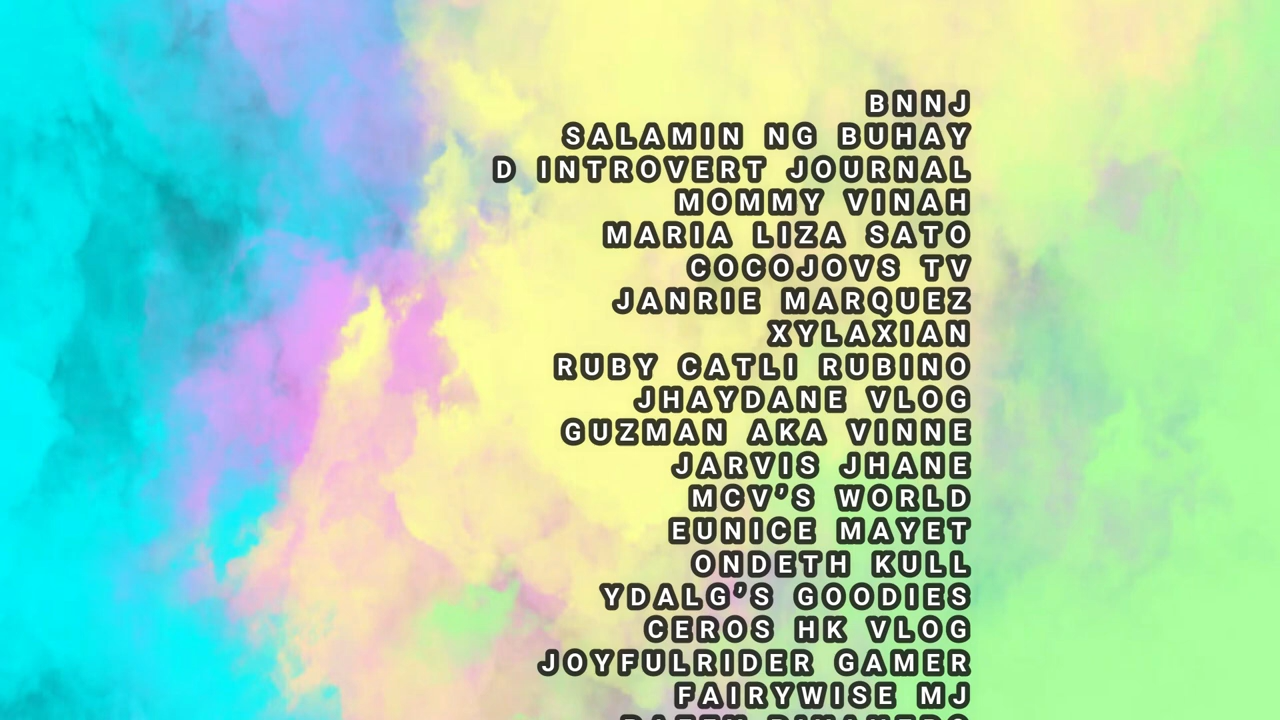 BNNJ
SALAMIN NG BUHAY
D INTROVERT JOURNAL
MOMMY VINAH
MARIA LIZA SATO
COCOJOVS TV
JANRIE MARQUEZ
XYLAXIAN
RUBY CATLI RUBINO
JHAYDANE VLOG
GUZMAN AKA VINNE
JARVIS JHANE
MCV'S WORLD
EUNICE MAYET
ONDETH KULL
YDALG'S GOODIES
CEROS HK VLOG
JOYFULRIDER GAMER
FAIRYWISE MJ